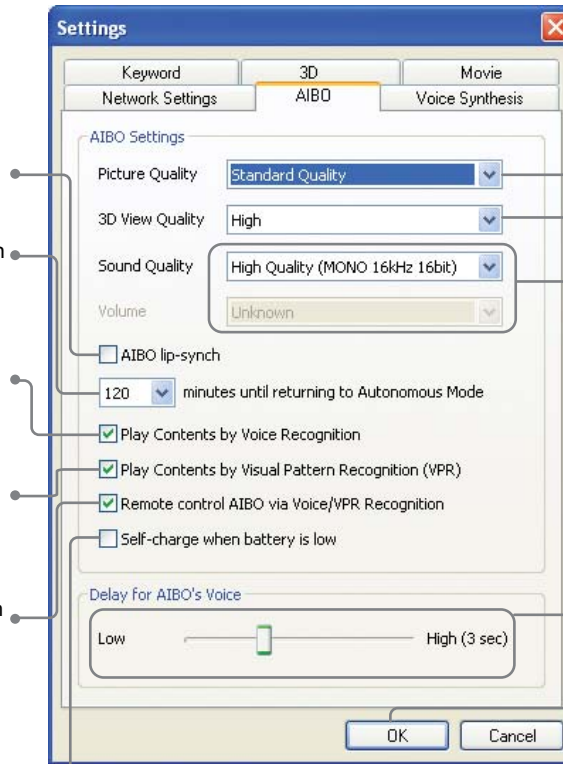 Settings
Keyword 3D Movie
Network Settings AIBO Voice Synthesis
AIBO Settings
Picture Quality Standard Quality
3D View Quality High
n
Sound Quality High Quality (MONO 16kHz 16bit)
Volume Unknown
AIBO lip-synch
120 minutes until returning to Autonomous Mode
Play Contents by Voice Recognition
Play Contents by Visual Pattern Recognition (VPR)
Remote control AIBO via Voice/VPR Recognition
Self-charge when battery is low
Delay for AIBO's Voice
n
Low High (3 sec)
OK Cancel